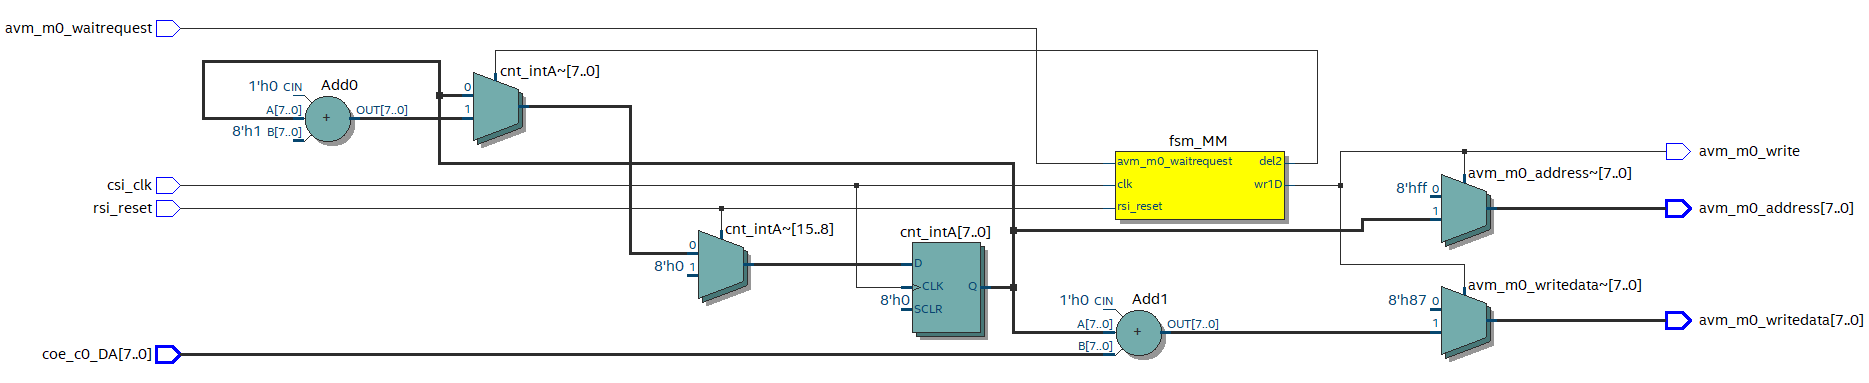 avm_m0_waitrequest
cnt_intA~[7..0]
1'h0 CIN
Add0
0
A[7..0]
+
OUT[7..0]
1
8'h1 B[7..0]
fsm_MM
avm_m0_waitrequest
del2
clk
wr1D
rsi_reset
avm_m0_write
avm_m0_address~[7..0]
8'hff 0
1
avm_m0_address[7..0]
csi_clk
rsi_reset
cnt_intA~[15..8]
0
8'h0 1
cnt_intA[7..0]
D
CLK
Q
8'h0
SCLR
1'h0 CIN
Add1
A[7..0]
+
OUT[7..0]
B[7..0]
avm_m0_writedata~[7..0]
8'h87 0
1
avm_m0_writedata[7..0]
coe_c0_DA[7..0]